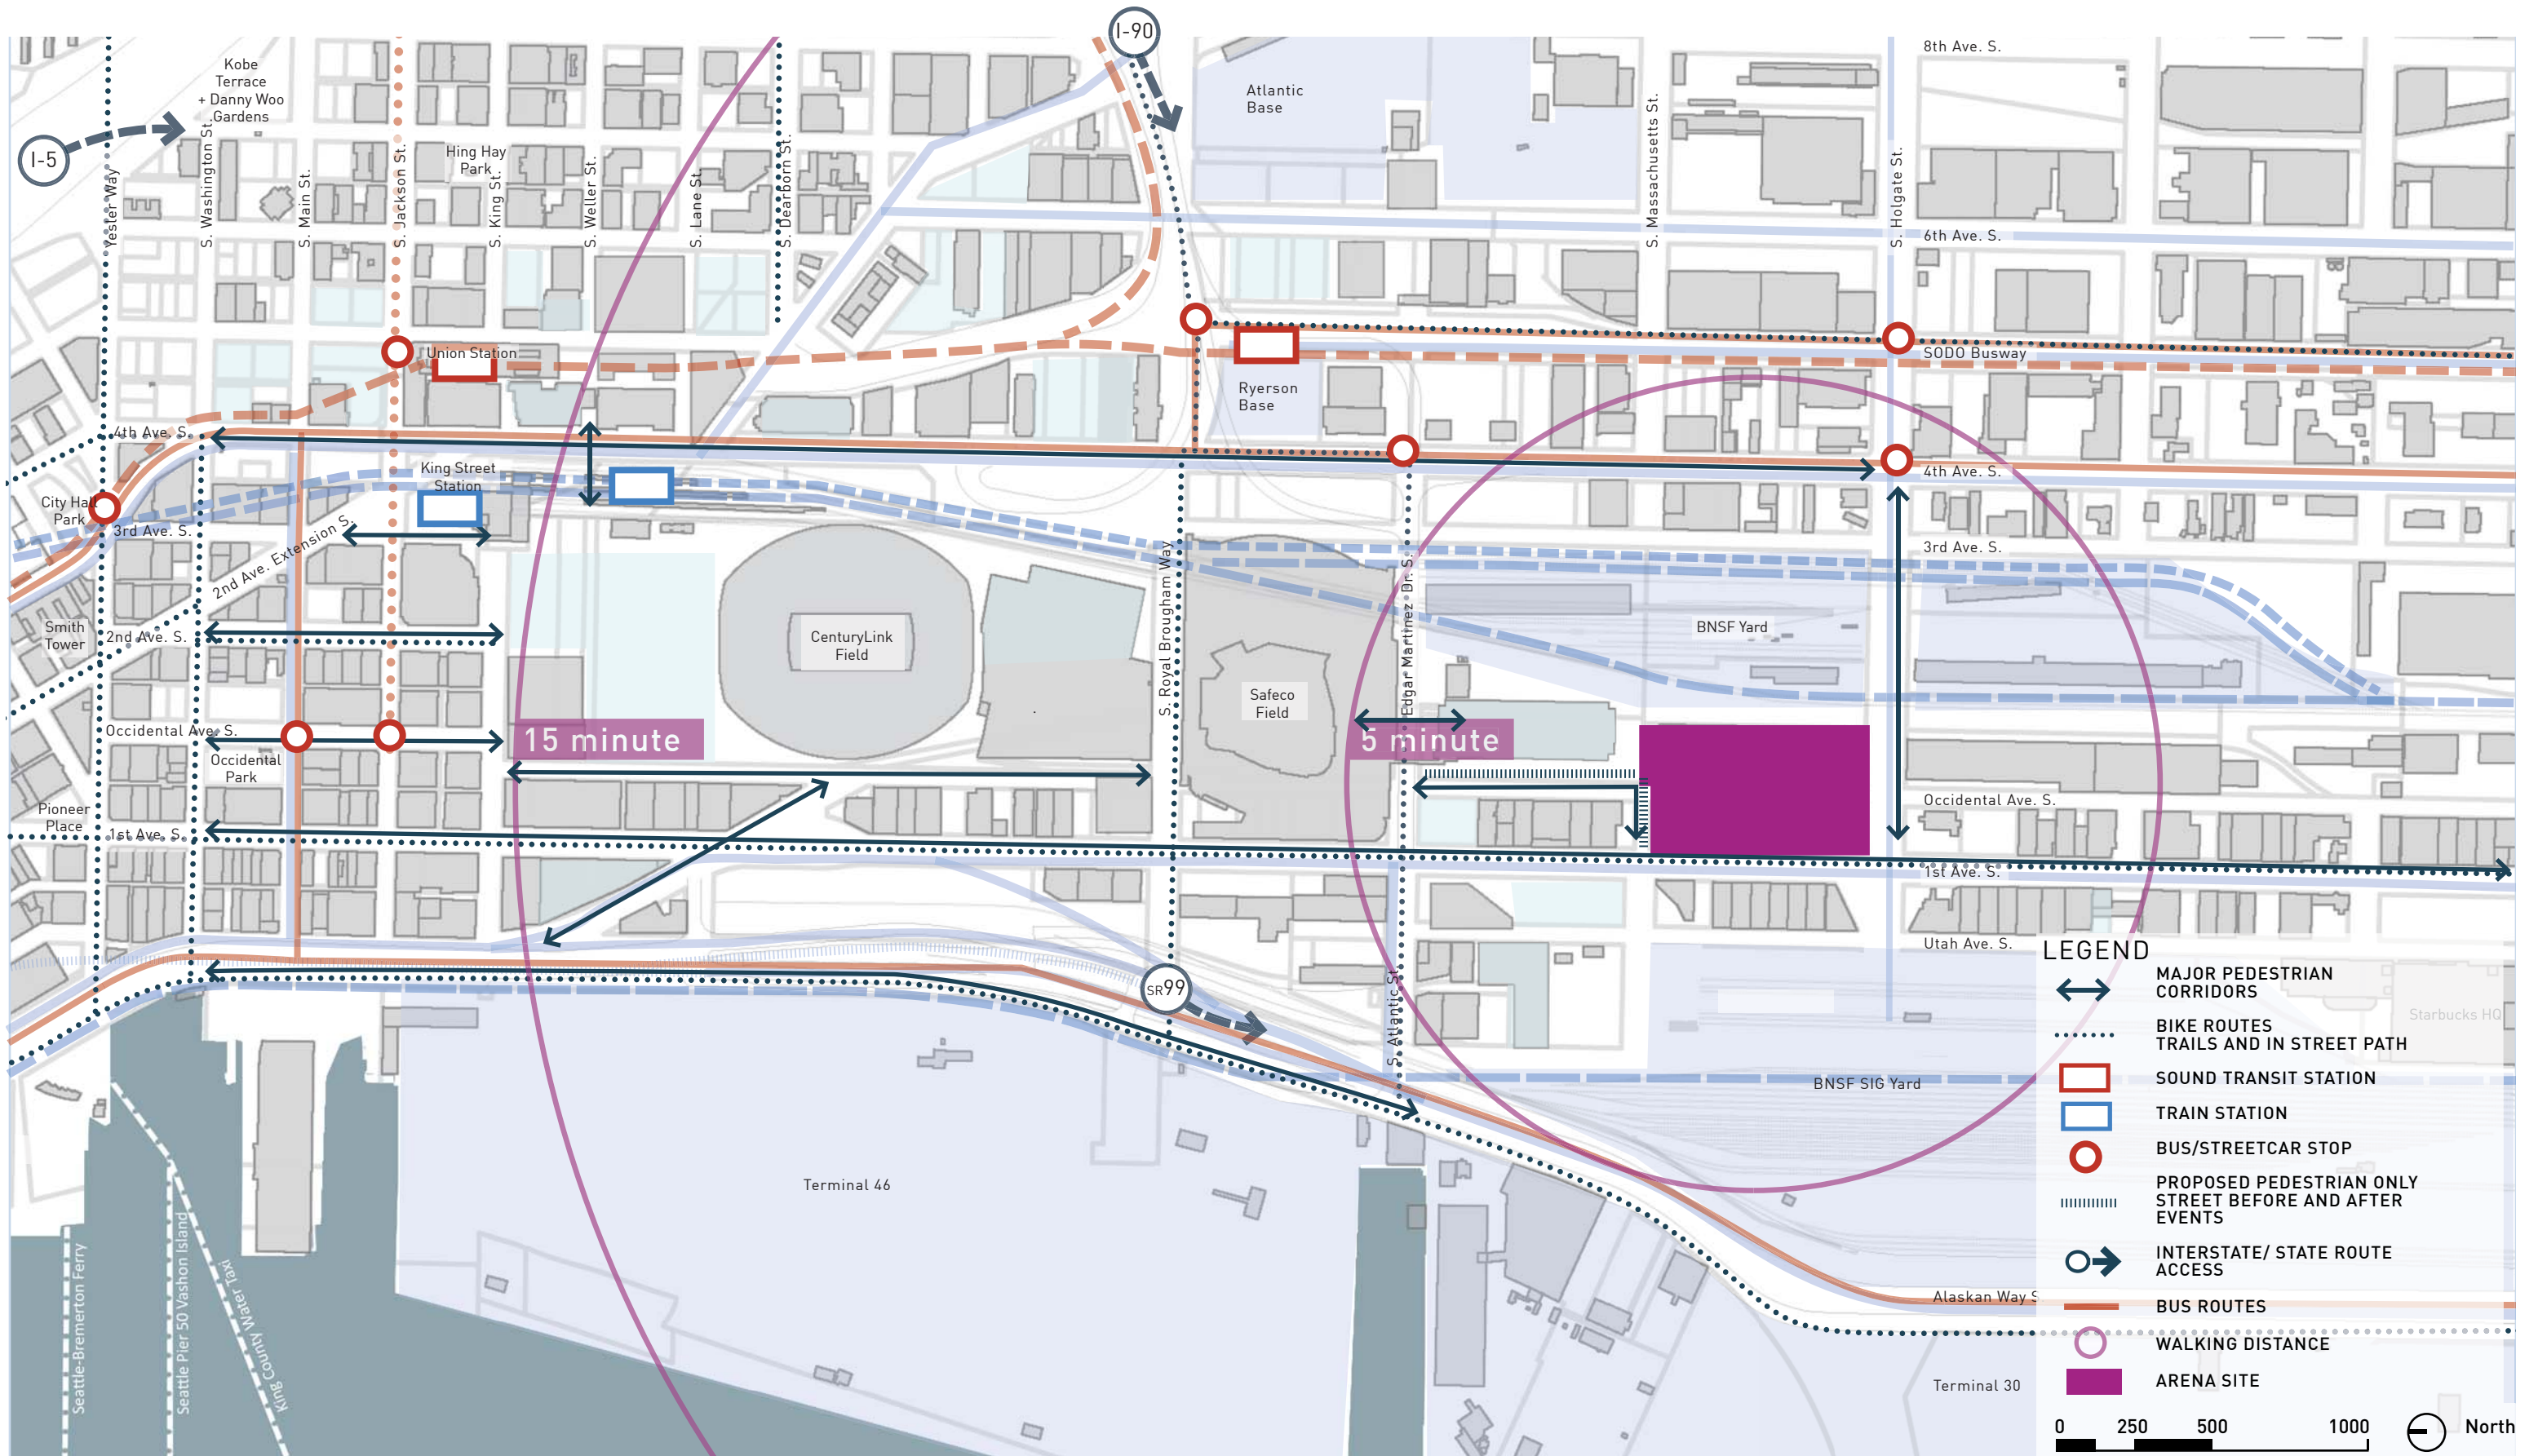 I-90
8th Ave. S.
Kobe
Terrace
+ Danny Woo
Gardens
Atlantic
Base
I-5
Hing Hay
Park
Yesler Way
S. Washington St.
S. Main St.
S. Jackson St.
S. King St.
S. Weller St.
S. Lane St.
S. Dearborn St.
S. Massachusetts St.
S. Holgate St.
6th Ave. S.
Union Station
SODO Busway
Ryerson
Base
4th Ave. S.
King Street
Station
4th Ave. S.
City Hall
Park
3rd Ave. S.
2nd Ave. Extension S.
3rd Ave. S.
S. Royal Brougham Way
Edgar Martinez Dr. S.
Smith
Tower
2nd Ave. S.
CenturyLink
Field
BNSF Yard
Safeco
Field
Occidental Ave. S.
15 minute
5 minute
Occidental
Park
Pioneer
Place
Occidental Ave. S.
1st Ave. S.
1st Ave. S.
Utah Ave. S.
SR99
S. Atlantic St.
Starbucks HQ
BNSF SIG Yard
Terminal 46
Seattle-Bremerton Ferry
Seattle Pier 50 Vashon Island
King County Water Taxi
Alaskan Way S
Terminal 30
LEGEND
MAJOR PEDESTRIAN
CORRIDORS
BIKE ROUTES
TRAILS AND IN STREET PATH
SOUND TRANSIT STATION
TRAIN STATION
BUS/STREETCAR STOP
PROPOSED PEDESTRIAN ONLY
STREET BEFORE AND AFTER
EVENTS
INTERSTATE/ STATE ROUTE
ACCESS
BUS ROUTES
WALKING DISTANCE
ARENA SITE
0 250 500 1000
North